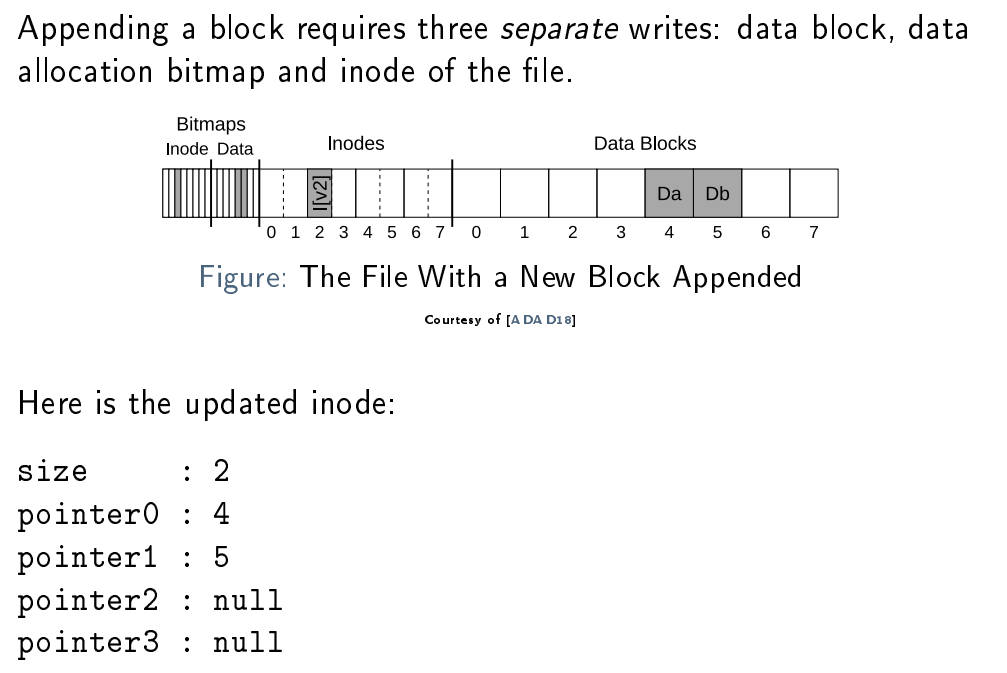 Appending a block requires three separate writes: data block, data
allocation bitmap and inode of the file.
Bitmaps
Inode Data Inodes Data Blocks
I[v2] Da Db
0 1 2 3 4 5 6 7 0 1 2 3 4 5 6 7
Figure: The File With a New Block Appended
Courtesy of [ADAD18]
Here is the updated inode:
size : 2
pointer0 : 4
pointer1 : 5
pointer2 : null
pointer3 : null